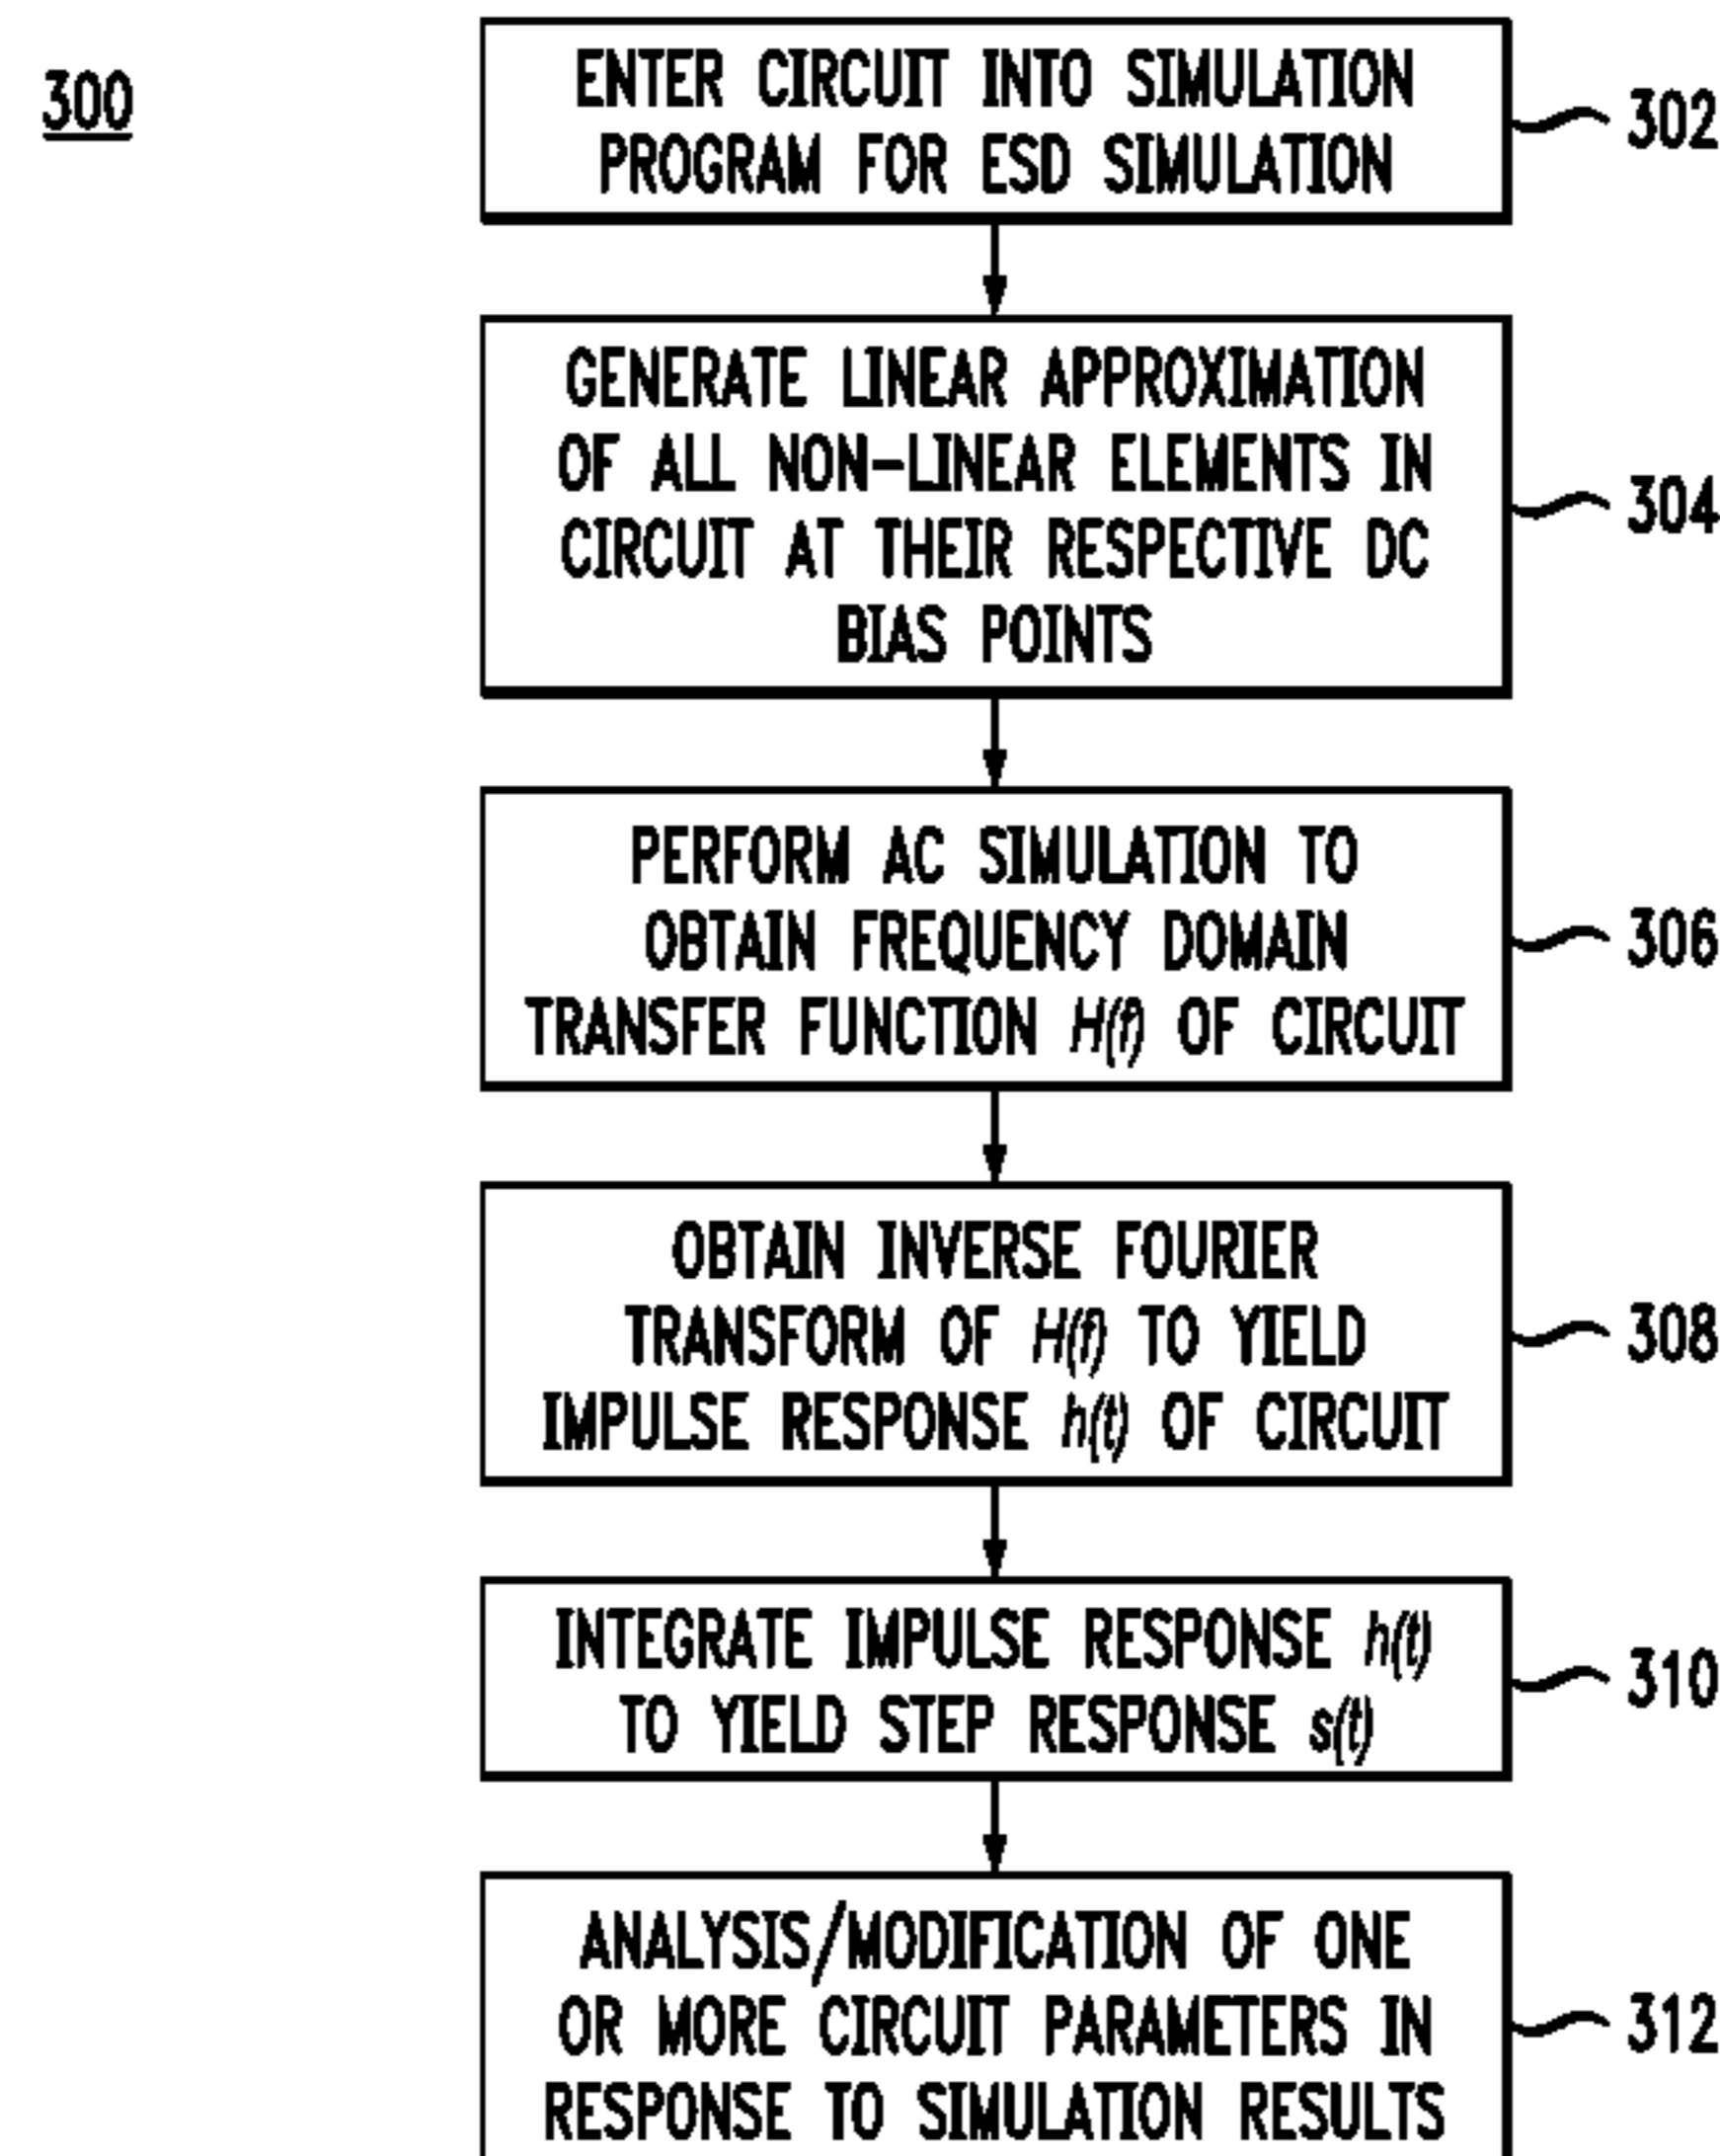 300
ENTER CIRCUIT INTO SIMULATION
PROGRAM FOR ESD SIMULATION
302
GENERATE LINEAR APPROXIMATION
OF ALL NON-LINEAR ELEMENTS IN
CIRCUIT AT THEIR RESPECTIVE DC
BIAS POINTS
304
PERFORM AC SIMULATION TO
OBTAIN FREQUENCY DOMAIN
TRANSFER FUNCTION H(f) OF CIRCUIT
306
OBTAIN INVERSE FOURIER
TRANSFORM OF H(f) TO YIELD
IMPULSE RESPONSE h(t) OF CIRCUIT
308
INTEGRATE IMPULSE RESPONSE h(t)
TO YIELD STEP RESPONSE s(t)
310
ANALYSIS/MODIFICATION OF ONE
OR MORE CIRCUIT PARAMETERS IN
RESPONSE TO SIMULATION RESULTS
312